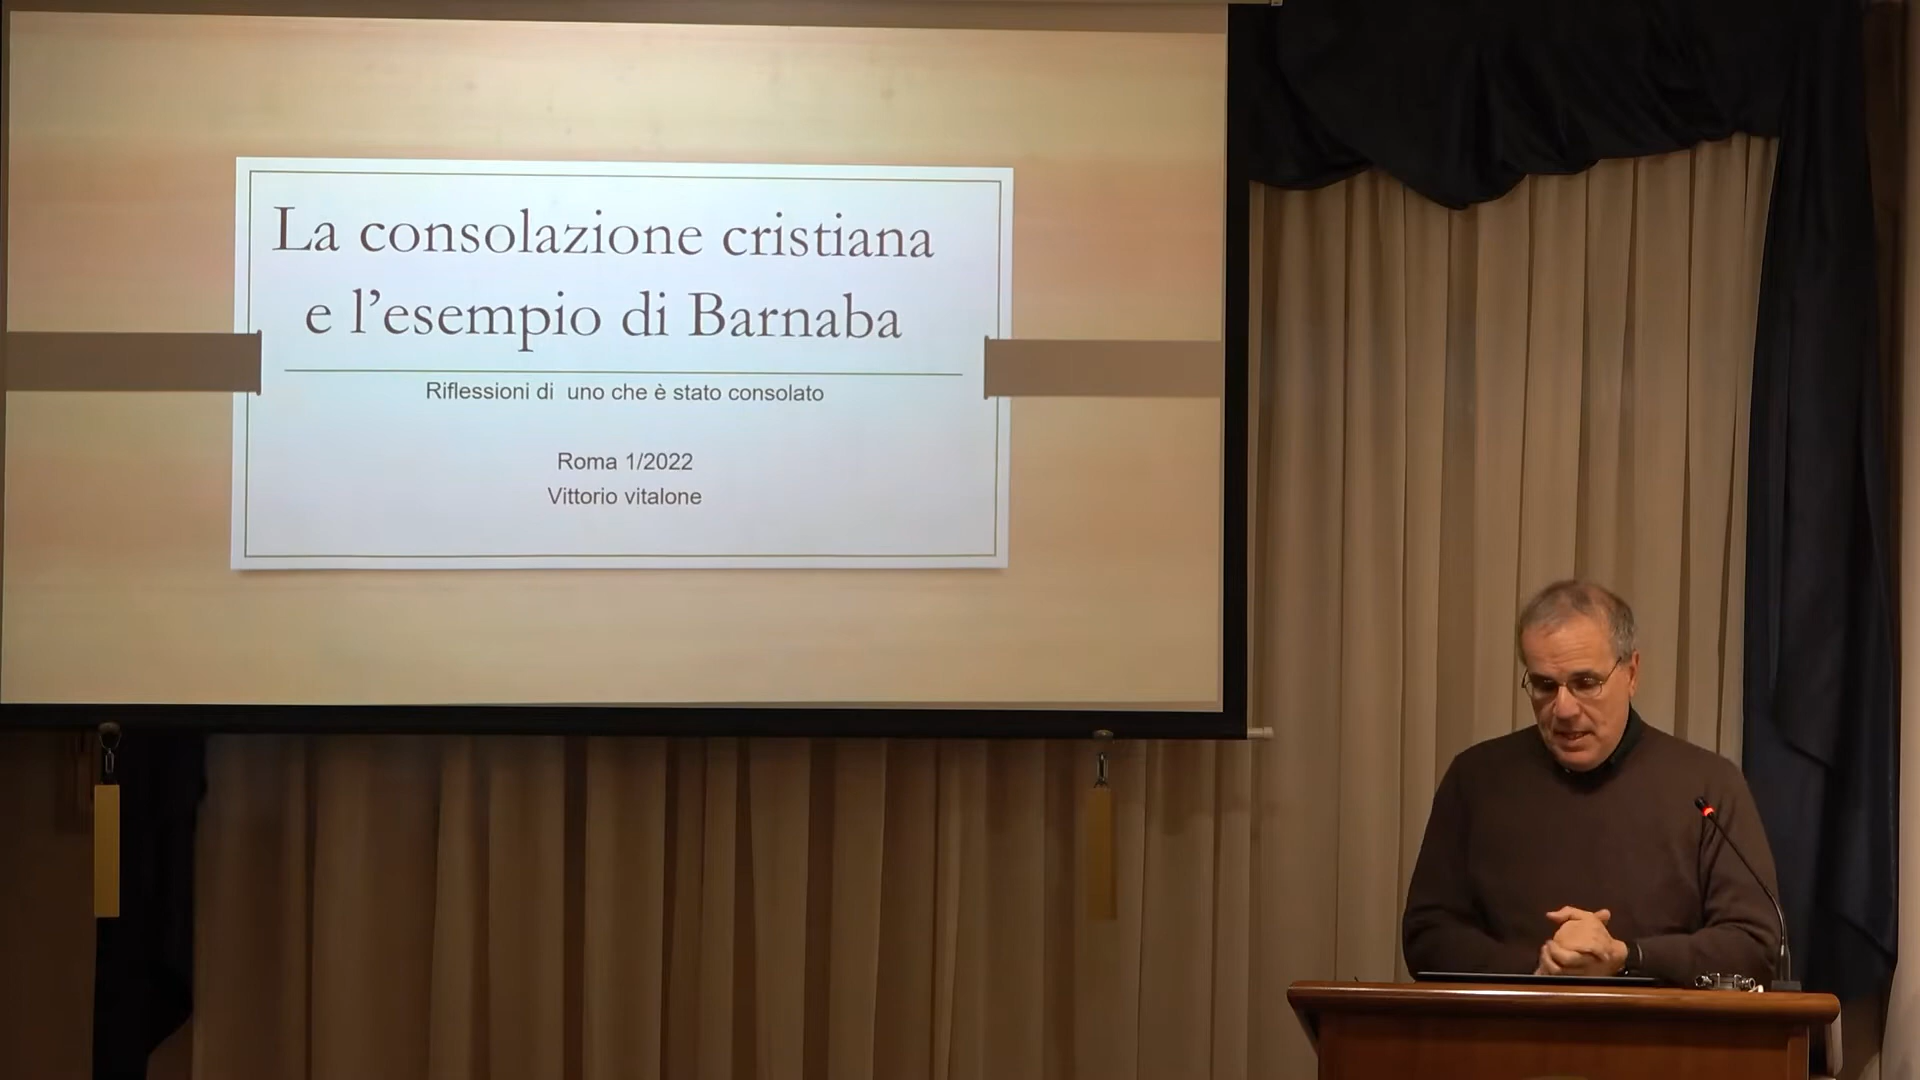 La consolazione cristiana
e l’esempio di Barnaba
Riflessioni di  uno che è stato consolato
Roma 1/2022
Vittorio vitalone